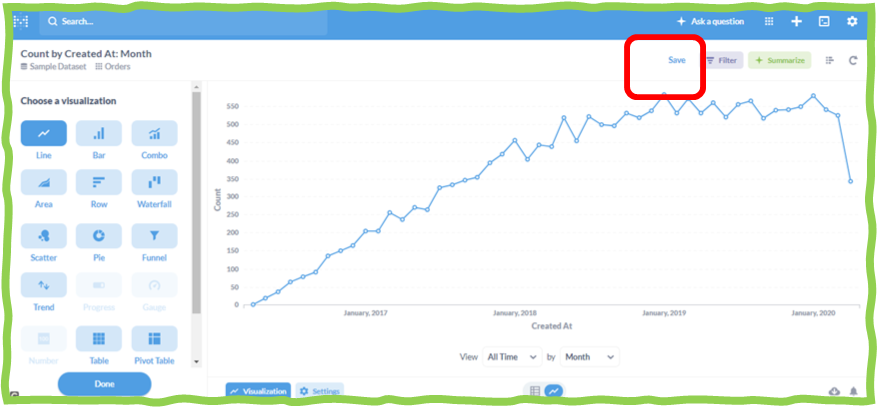 Search...
Ask a question
Count by Created At: Month
Sample Dataset Orders
Save
Filter
Summarize
Choose a visualization
Line
Bar
Combo
Area
Row
Waterfall
Scatter
Pie
Funnel
Trend
Progress
Gauge
Number
Table
Pivot Table
Done
Count
550
500
450
400
350
300
250
200
150
100
50
0
January, 2017
January, 2018
January, 2019
January, 2020
Created At
View All Time by Month
Visualization
Settings